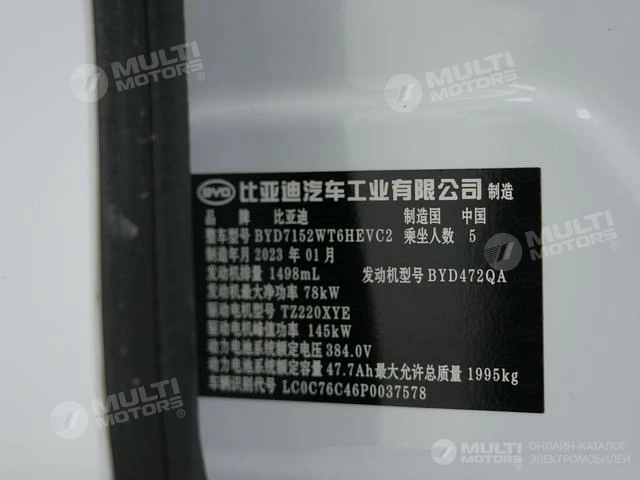 MULTI MOTORS
MULTI MOTORS
BYD 比亚迪汽车工业有限公司 制造
品 牌 比亚迪 制造国 中国
整车型号 BYD7152WT6HEVC2 乘坐人数 5
制造年月 2023 年 01 月
发动机排量 1498mL 发动机型号 BYD472QA
发动机最大净功率 78kW
驱动电机型号 TZ220XYE
驱动电机峰值功率 145kW
动力电池系统额定电压 384.0V
动力电池系统额定容量 47.7Ah 最大允许总质量 1995kg
车辆识别代号 LC0C76C46P0037578
MULTI MOTORS
MULTI MOTORS
MULTI MOTORS
MULTI MOTORS ОНЛАЙН-КАТАЛОГ ЭЛЕКТРОМОБИЛЕЙ